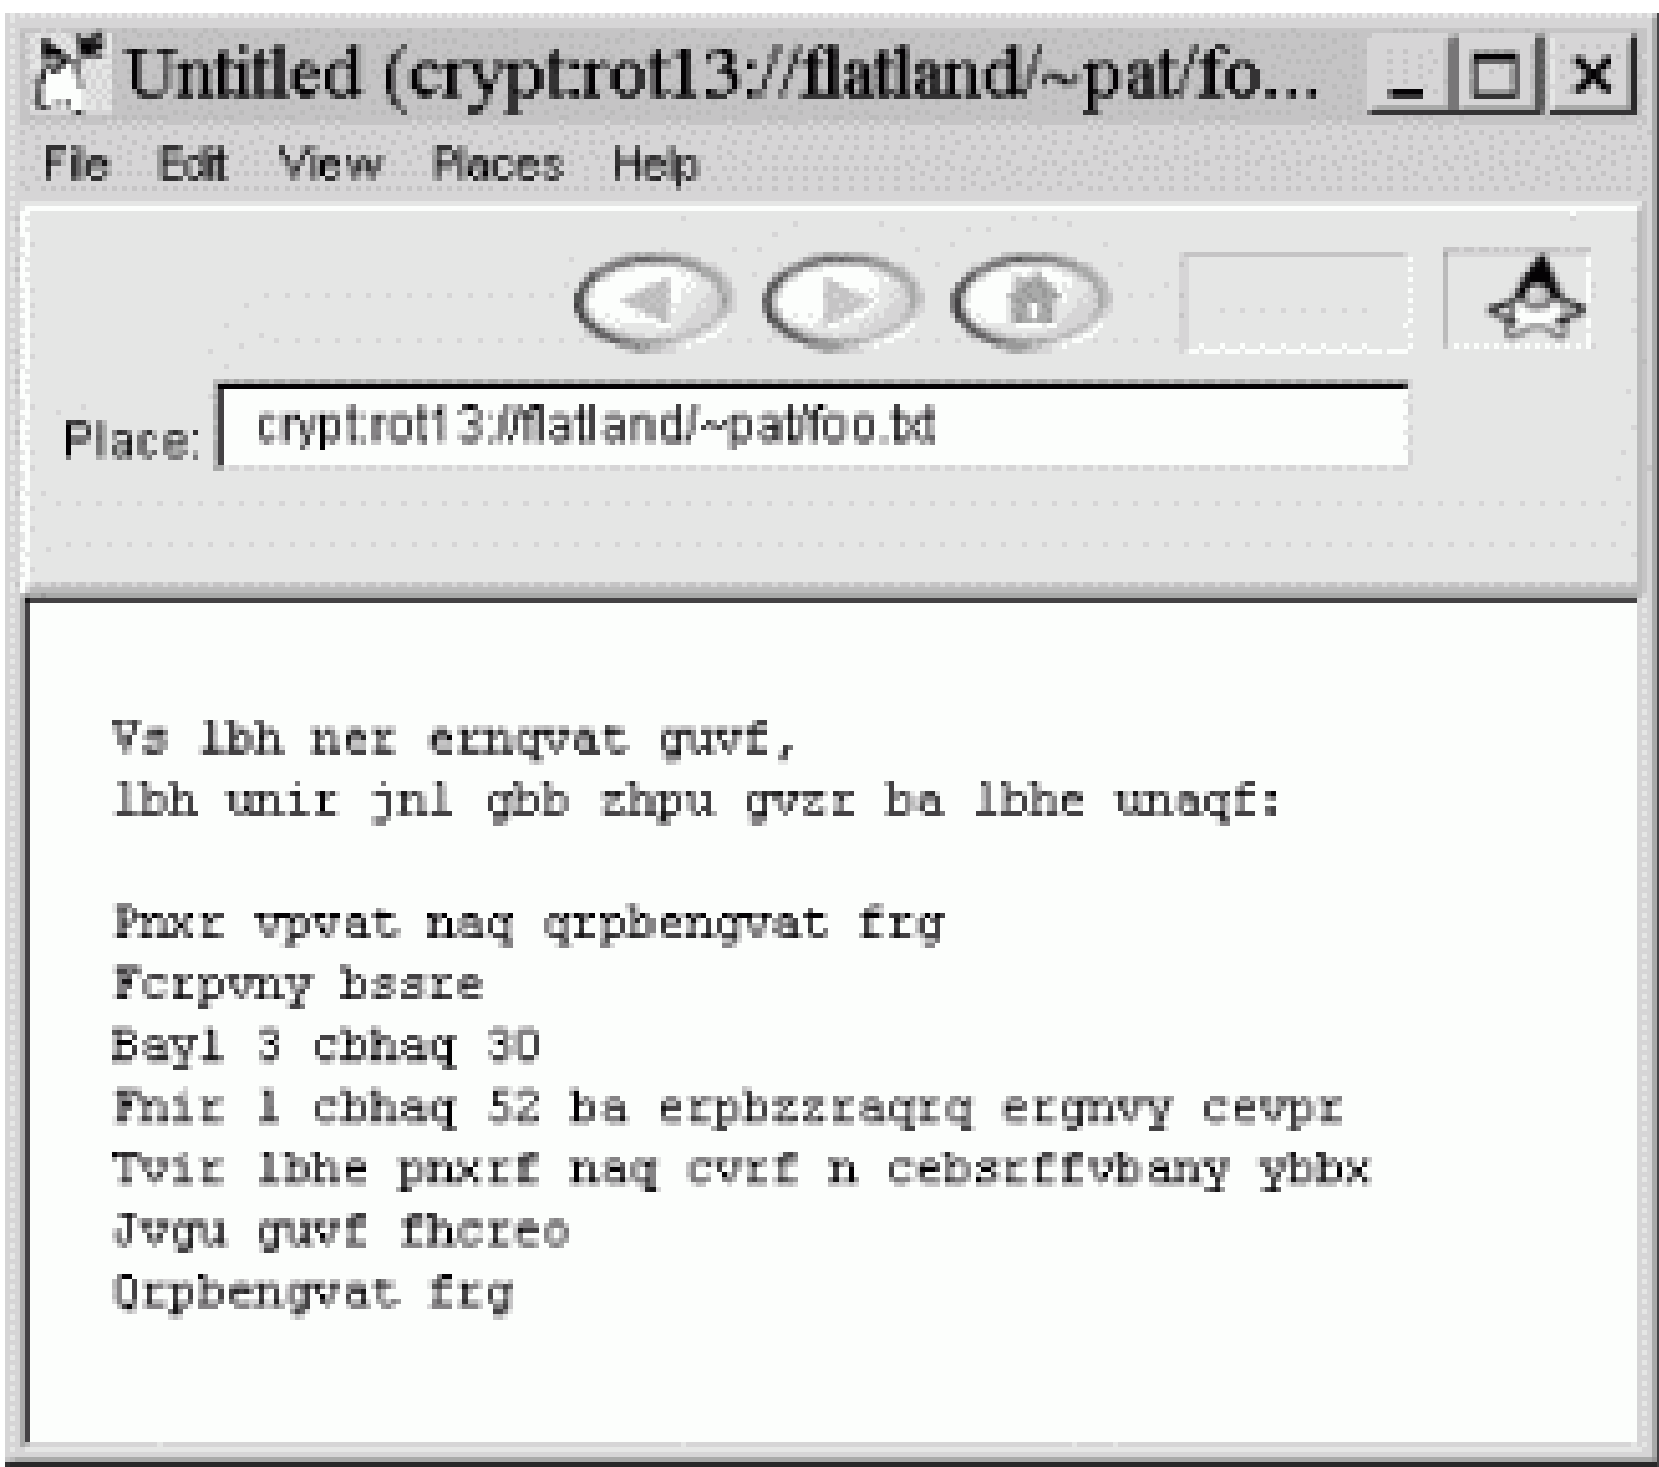 Untitled (crypt:rot13://flatland/~pat/fo...
File Edit View Places Help
Place: crypt:rot13://flatland/~pat/foo.txt
Vs lbh ner ernqvat guvf,
lbh unir jnl gbb zhpu gvzr ba lbhe unaqf:
Pnxr vpvat naq qrpbengvat frg
Fcrpvny bssre
Bayl 3 cbhaq 30
Fnir 1 cbhaq 52 ba erpbzzraqrq ergnvy cevpr
Tvir lbhe pnxrf naq cvrf n cebsrffvbany ybbx
Jvgu guvf fhcreo
Qrpbengvat frg